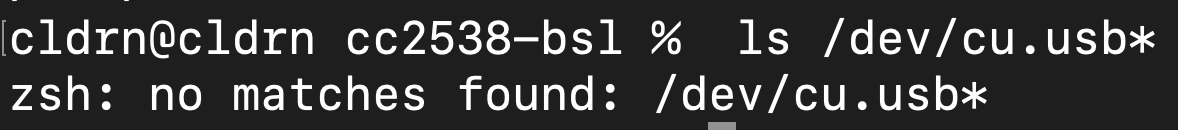 cldrn@cldrn cc2538-bsl %  ls /dev/cu.usb*
zsh: no matches found: /dev/cu.usb*